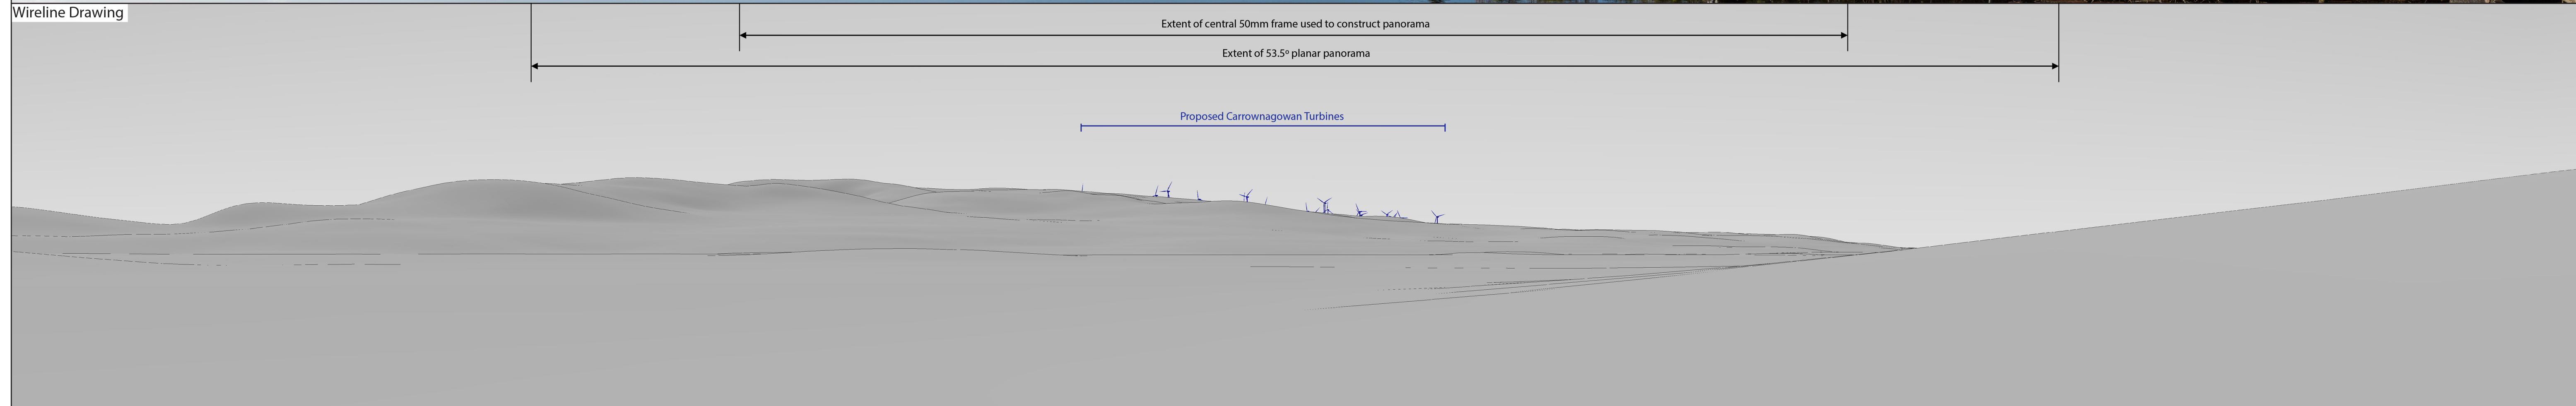 Wireline Drawing
Extent of central 50mm frame used to construct panorama
Extent of 53.5º planar panorama
Proposed Carrownagowan Turbines